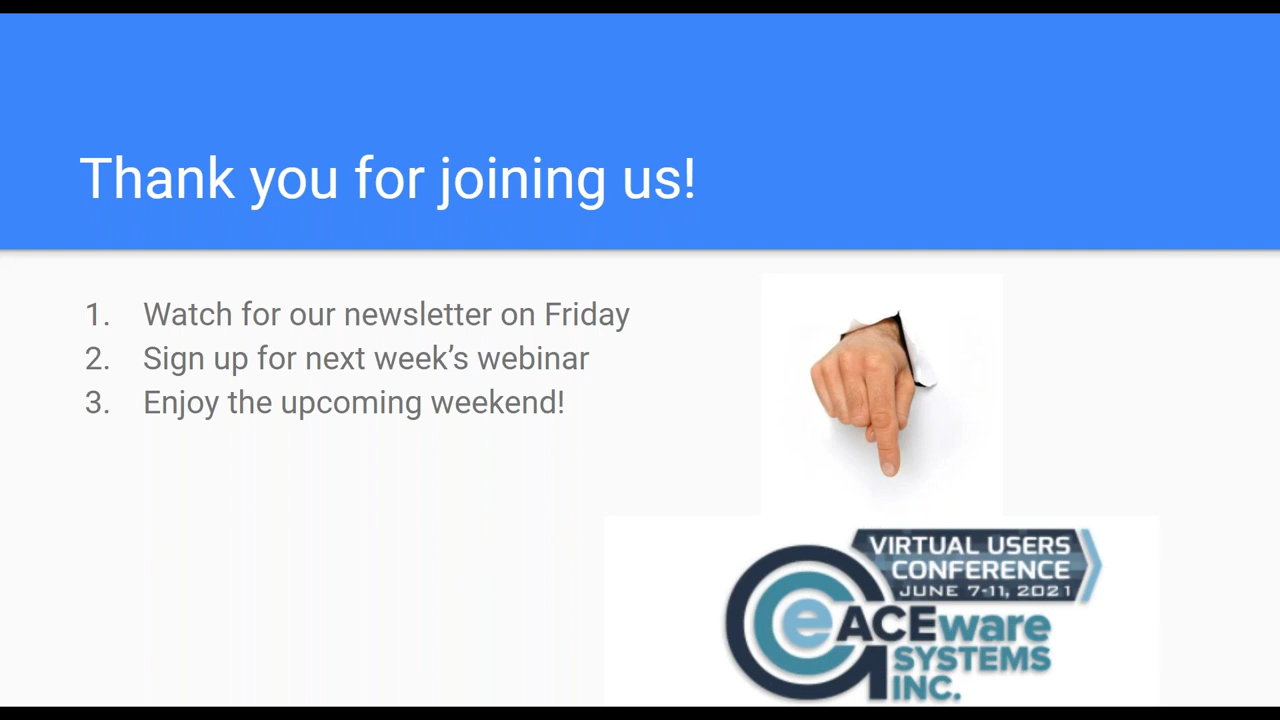 Thank you for joining us!
1. Watch for our newsletter on Friday
2. Sign up for next week’s webinar
3. Enjoy the upcoming weekend!
VIRTUAL USERS
CONFERENCE
JUNE 7-11, 2021
e ACEware
SYSTEMS
INC.